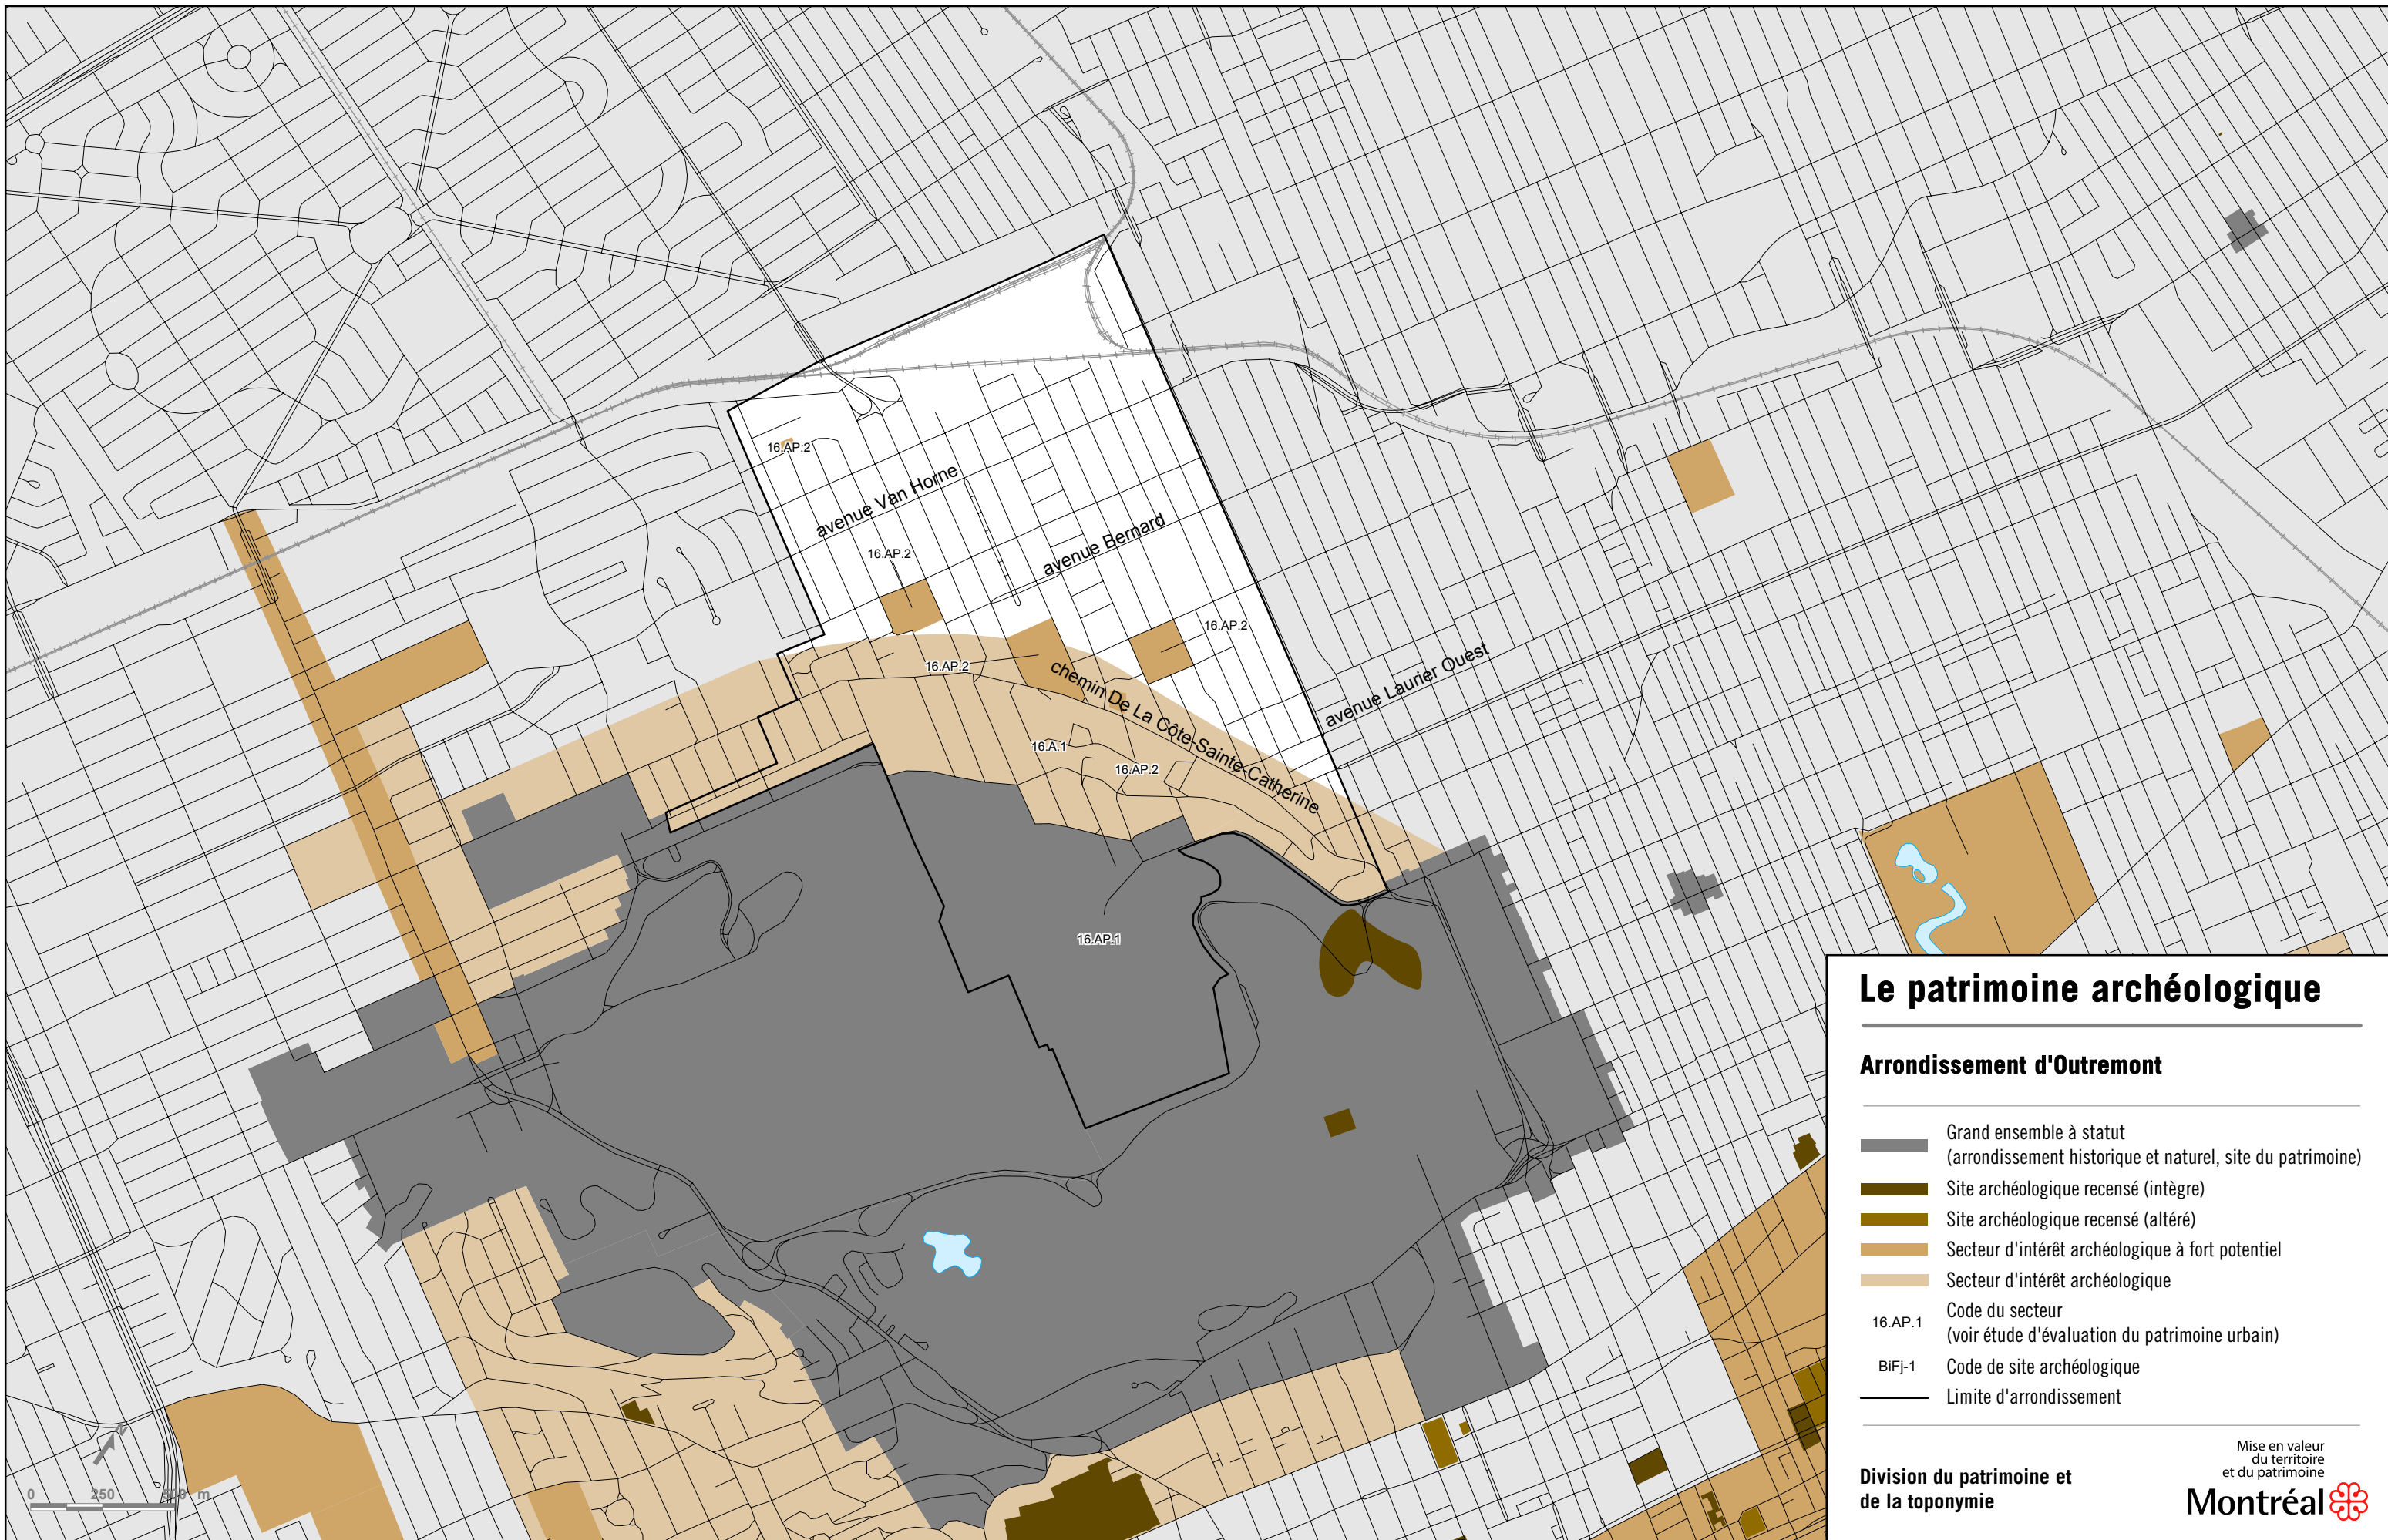 16.AP.2
avenue Van Horne
16.AP.2
avenue Bernard
16.AP.2
16.AP.2
chemin De La Côte-Sainte-Catherine
avenue Laurier Ouest
16.A.1
16.AP.2
16.AP.1
N
0 250 500 m
Le patrimoine archéologique
Arrondissement d'Outremont
Grand ensemble à statut
(arrondissement historique et naturel, site du patrimoine)
Site archéologique recensé (intègre)
Site archéologique recensé (altéré)
Secteur d'intérêt archéologique à fort potentiel
Secteur d'intérêt archéologique
16.AP.1 Code du secteur
(voir étude d'évaluation du patrimoine urbain)
BiFj-1 Code de site archéologique
Limite d'arrondissement
Division du patrimoine et
de la toponymie
Mise en valeur
du territoire
et du patrimoine
Montréal